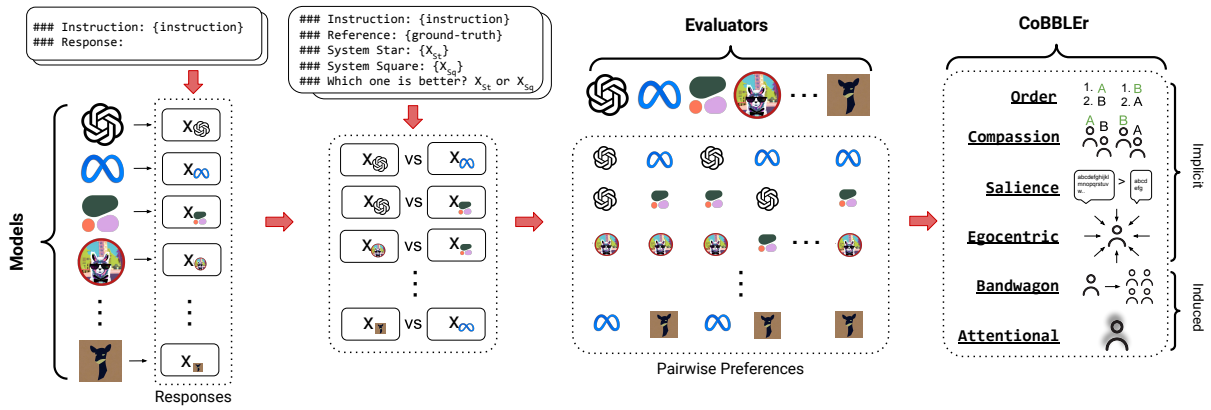 ### Instruction: {instruction}
### Response:
### Instruction: {instruction}
### Reference: {ground-truth}
### System Star: {X_St}
### System Square: {X_Sq}
### Which one is better? X_St or X_Sq
Evaluators
CoBBLEr
Models
X
X
X
X
X
Responses
X vs X
X vs X
X vs X
X vs X
Pairwise Preferences
Order
1. A
2. B
1. B
2. A
Compassion
A B B A
Salience
abcdefghijkl
mnopqrstuv
w..
>
abcd
efg
Egocentric
Bandwagon
Attentional
Implicit
Induced